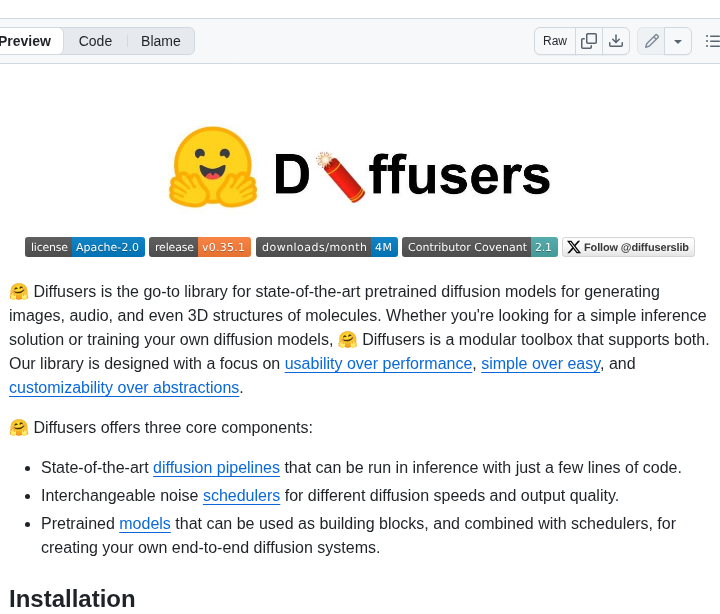 Preview Code Blame Raw
D🧨ffusers
license Apache-2.0 release v0.35.1 downloads/month 4M Contributor Covenant 2.1 Follow @diffuserslib
🤗 Diffusers is the go-to library for state-of-the-art pretrained diffusion models for generating
images, audio, and even 3D structures of molecules. Whether you're looking for a simple inference
solution or training your own diffusion models, 🤗 Diffusers is a modular toolbox that supports both.
Our library is designed with a focus on usability over performance, simple over easy, and
customizability over abstractions.
🤗 Diffusers offers three core components:
• State-of-the-art diffusion pipelines that can be run in inference with just a few lines of code.
• Interchangeable noise schedulers for different diffusion speeds and output quality.
• Pretrained models that can be used as building blocks, and combined with schedulers, for
creating your own end-to-end diffusion systems.
Installation